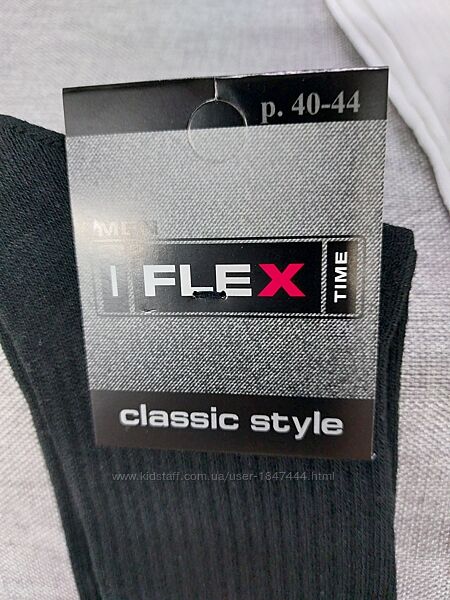 р. 40-44
MEN
FLEX
TIME
classic style
www.kidstaff.com.ua/user-1847444.html